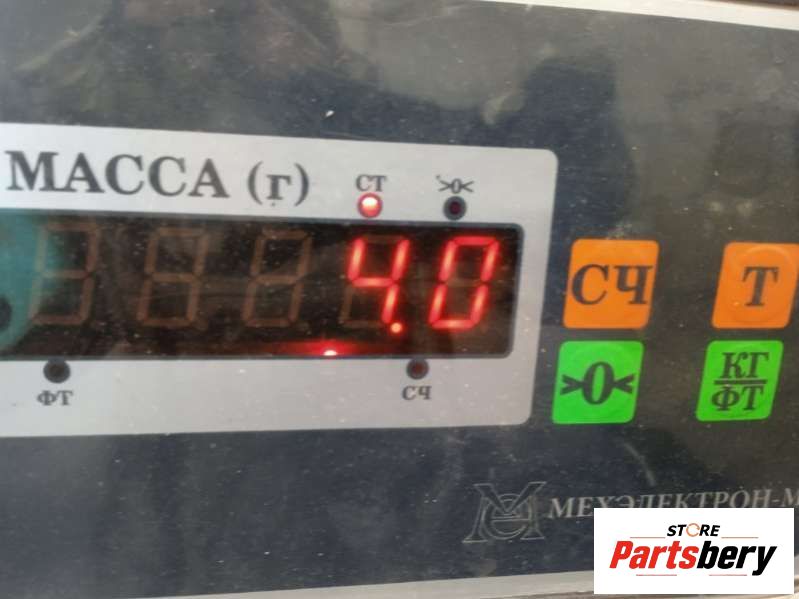 МАССА (г)
СТ
>0<
4.0
ФТ
СЧ
СЧ
Т
>0<
КГ
ФТ
МЕХЭЛЕКТРОН-М
STORE
Partsbery